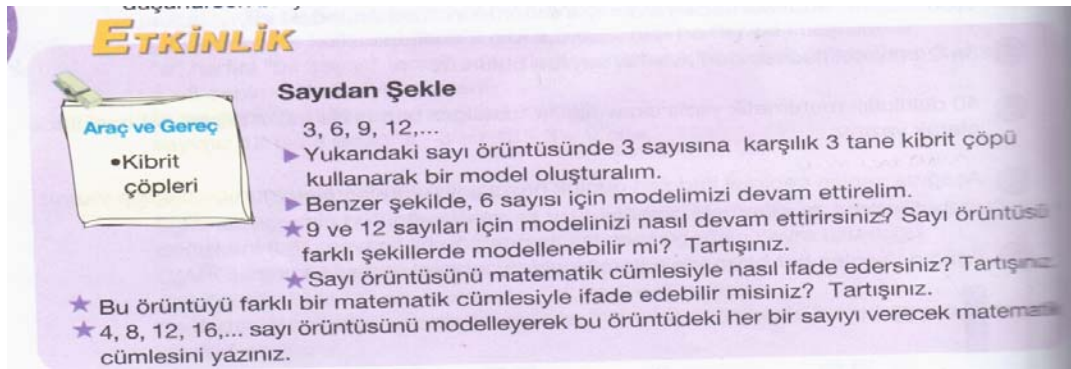 ETKİNLİK
Sayıdan Şekle
Araç ve Gereç
•Kibrit
çöpleri
3, 6, 9, 12,...
Yukarıdaki sayı örüntüsünde 3 sayısına karşılık 3 tane kibrit çöpü
kullanarak bir model oluşturalım.
Benzer şekilde, 6 sayısı için modelimizi devam ettirelim.
9 ve 12 sayıları için modelinizi nasıl devam ettirirsiniz? Sayı örüntüsü
farklı şekillerde modellenebilir mi? Tartışınız.
Sayı örüntüsünü matematik cümlesiyle nasıl ifade edersiniz? Tartışınız.
Bu örüntüyü farklı bir matematik cümlesiyle ifade edebilir misiniz? Tartışınız.
4, 8, 12, 16,... sayı örüntüsünü modelleyerek bu örüntüdeki her bir sayıyı verecek matematik
cümlesini yazınız.